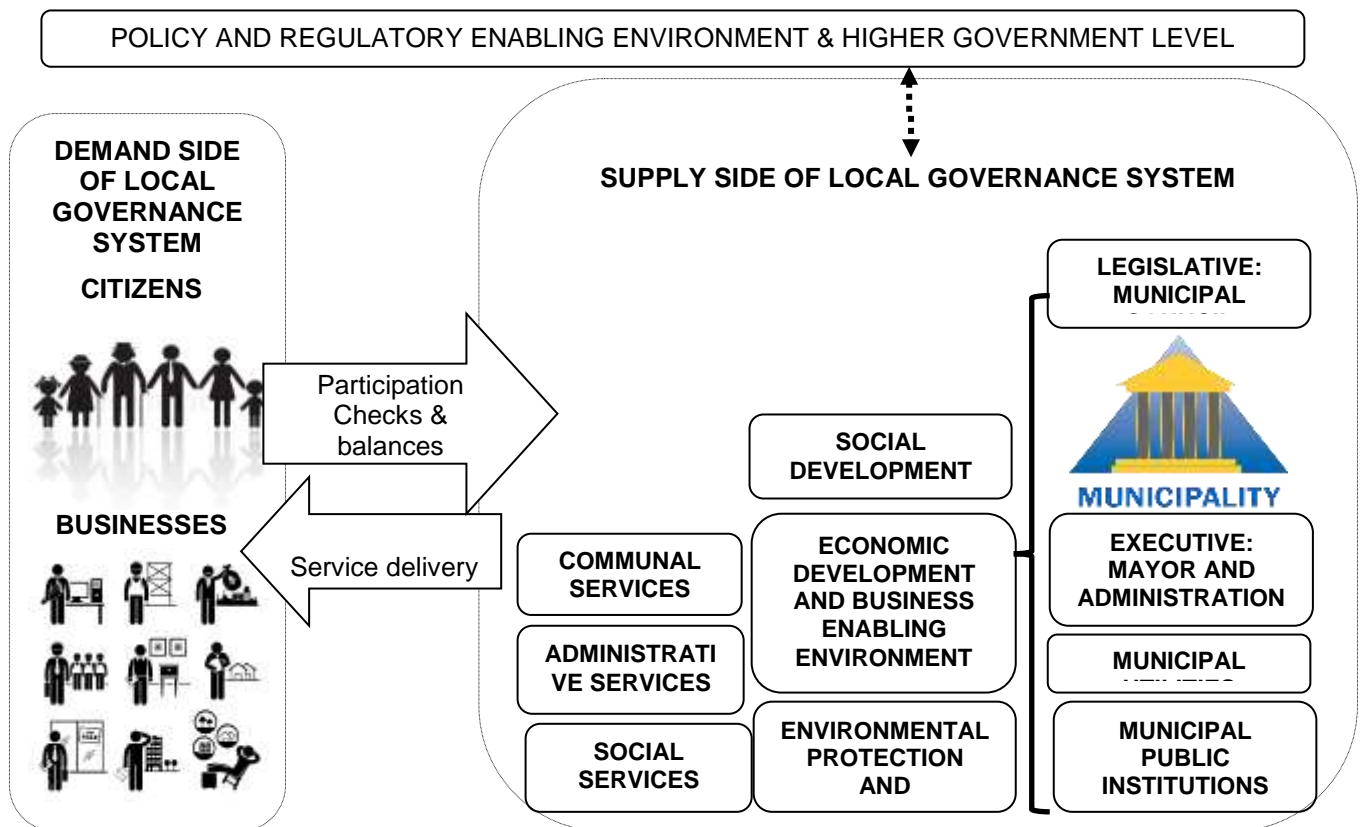 POLICY AND REGULATORY ENABLING ENVIRONMENT & HIGHER GOVERNMENT LEVEL
DEMAND SIDE
OF LOCAL
GOVERNANCE
SYSTEM
CITIZENS
BUSINESSES
Participation
Checks &
balances
Service delivery
SUPPLY SIDE OF LOCAL GOVERNANCE SYSTEM
COMMUNAL
SERVICES
ADMINISTRATI
VE SERVICES
SOCIAL
SERVICES
SOCIAL
DEVELOPMENT
ECONOMIC
DEVELOPMENT
AND BUSINESS
ENABLING
ENVIRONMENT
ENVIRONMENTAL
PROTECTION
AND
LEGISLATIVE:
MUNICIPAL
MUNICIPALITY
EXECUTIVE:
MAYOR AND
ADMINISTRATION
MUNICIPAL
MUNICIPAL
PUBLIC
INSTITUTIONS